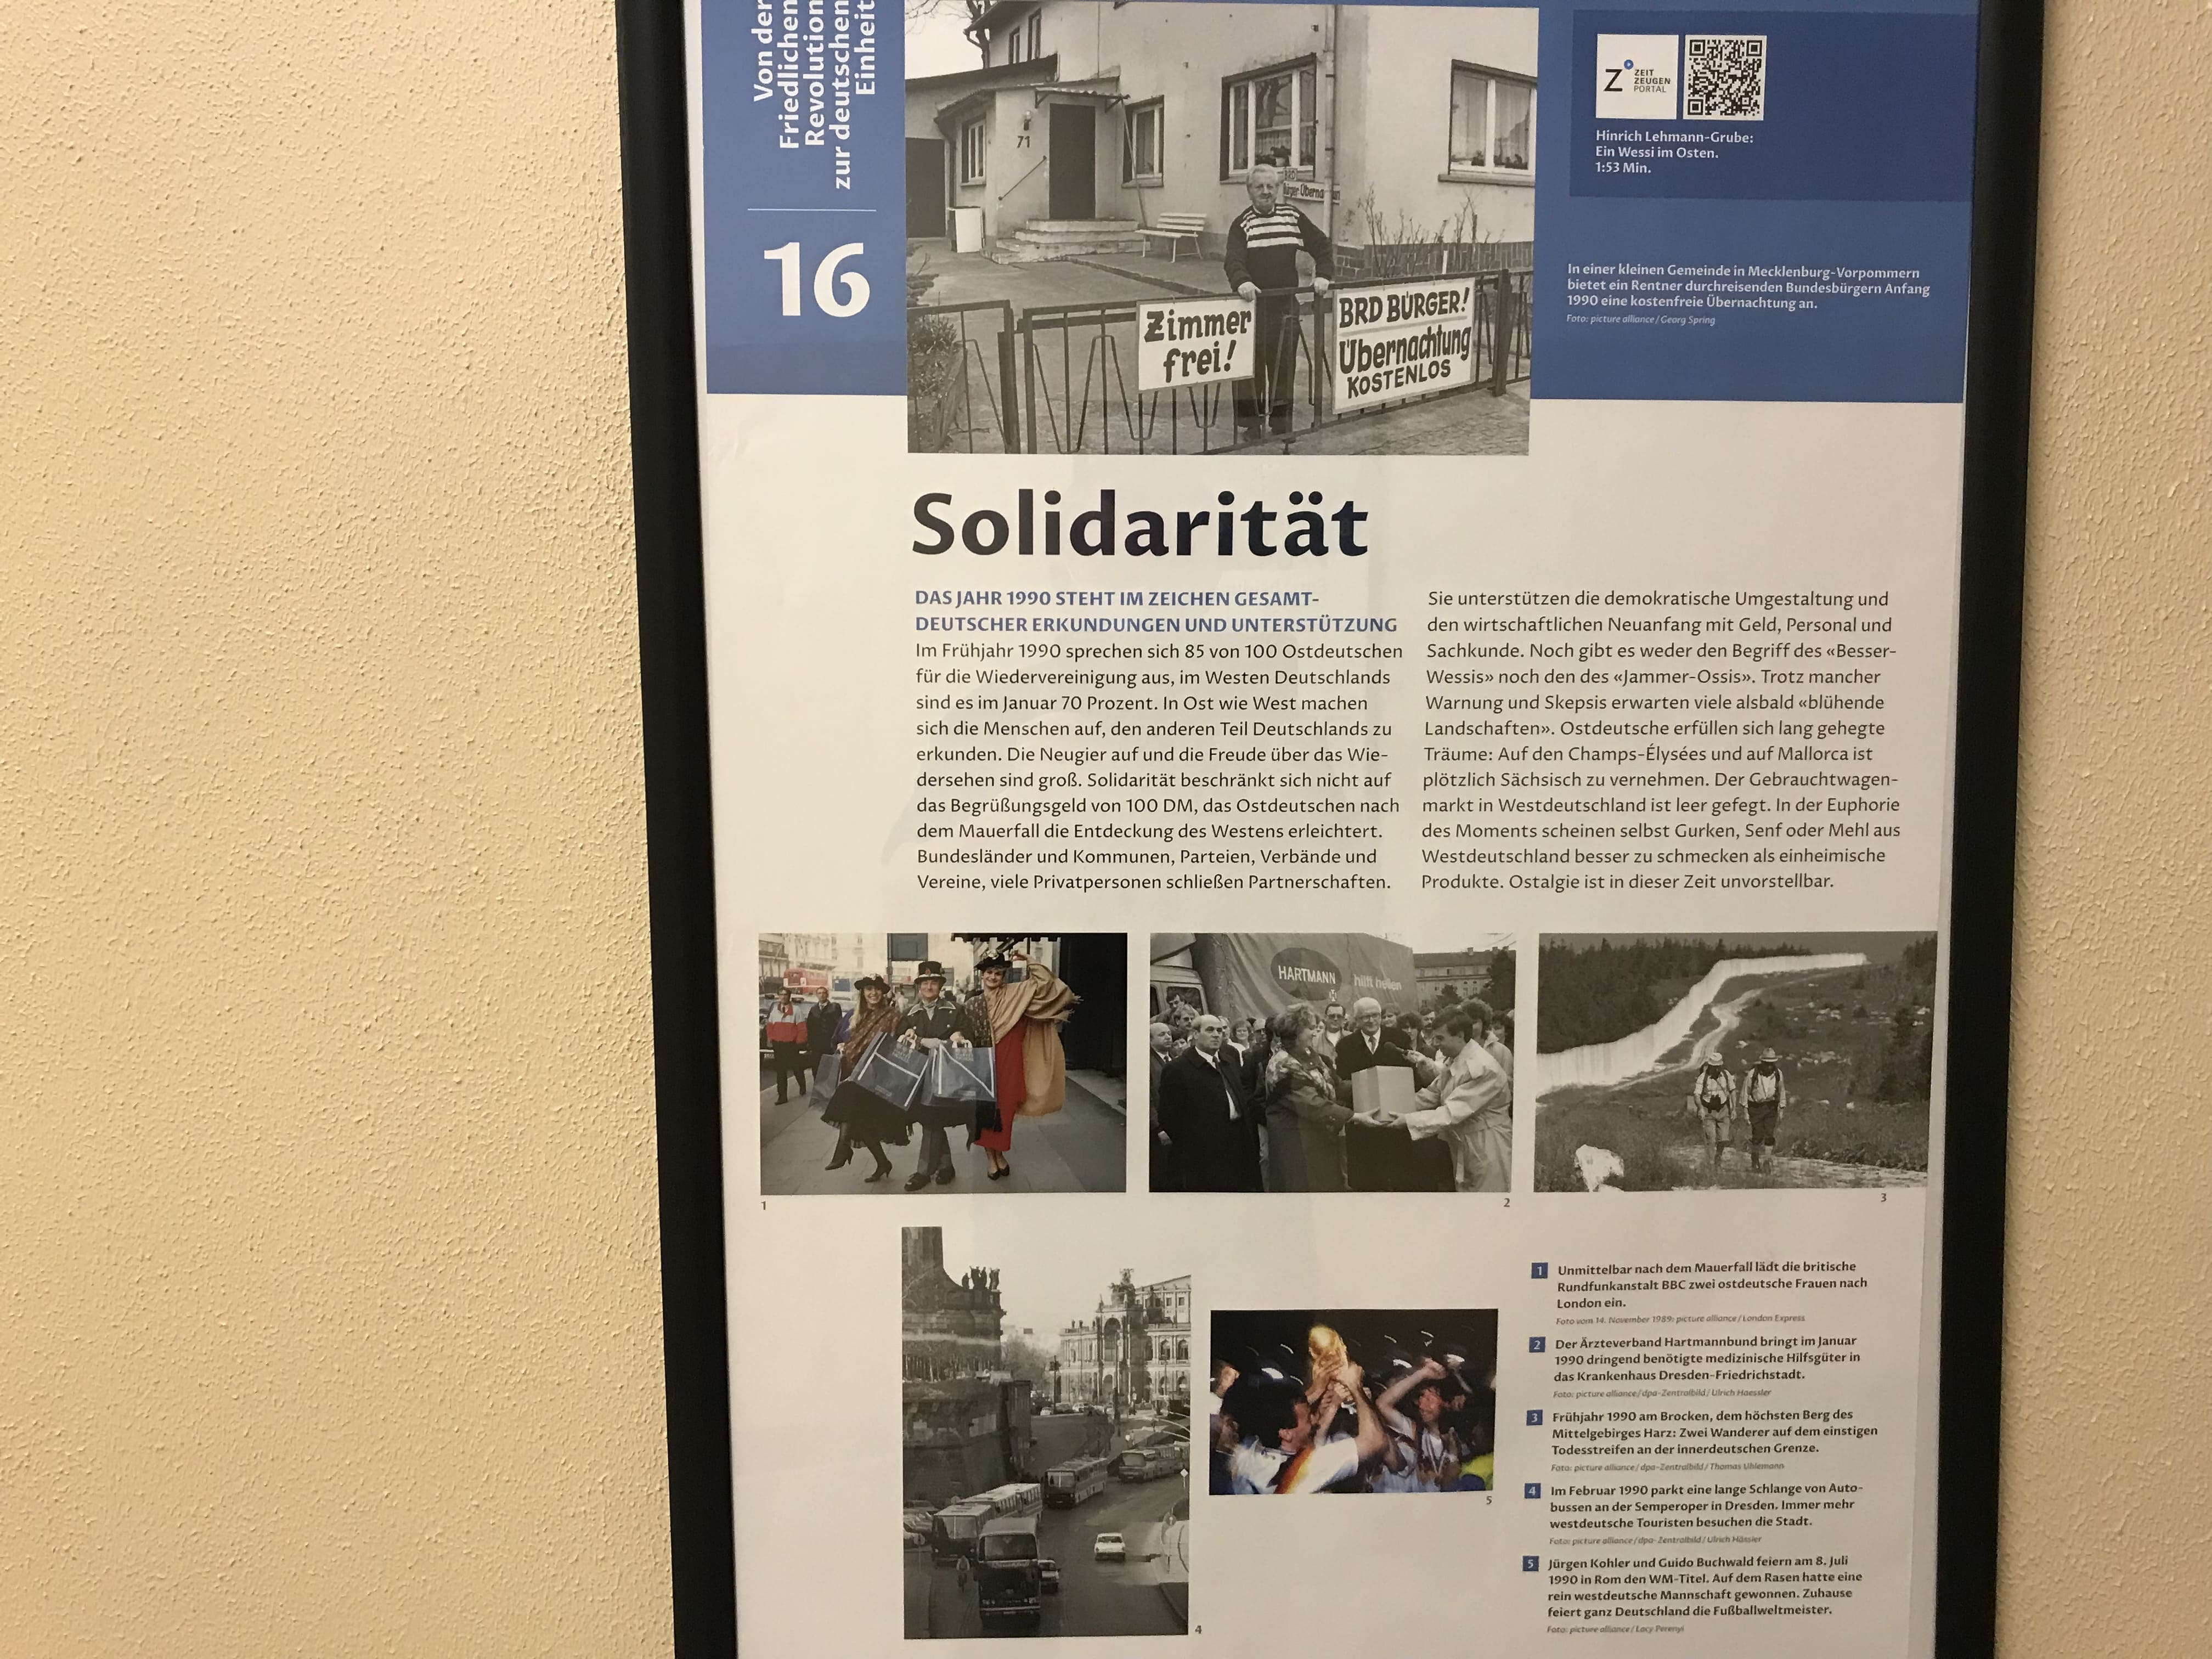 Von der
Friedlichen
Revolution
zur deutschen
Einheit
16
71
Zimmer
frei!
BRD BÜRGER!
Übernachtung
KOSTENLOS
Z
ZEIT
ZEUGEN
PORTAL
Hinrich Lehmann-Grube:
Ein Wessi im Osten.
1:53 Min.
In einer kleinen Gemeinde in Mecklenburg-Vorpommern
bietet ein Rentner durchreisenden Bundesbürgern Anfang
1990 eine kostenfreie Übernachtung an.
Foto: picture alliance / Georg Spring
Solidarität
DAS JAHR 1990 STEHT IM ZEICHEN GESAMT-
DEUTSCHER ERKUNDUNGEN UND UNTERSTÜTZUNG
Im Frühjahr 1990 sprechen sich 85 von 100 Ostdeutschen
für die Wiedervereinigung aus, im Westen Deutschlands
sind es im Januar 70 Prozent. In Ost wie West machen
sich die Menschen auf, den anderen Teil Deutschlands zu
erkunden. Die Neugier auf und die Freude über das Wie-
dersehen sind groß. Solidarität beschränkt sich nicht auf
das Begrüßungsgeld von 100 DM, das Ostdeutschen nach
dem Mauerfall die Entdeckung des Westens erleichtert.
Bundesländer und Kommunen, Parteien, Verbände und
Vereine, viele Privatpersonen schließen Partnerschaften.
Sie unterstützen die demokratische Umgestaltung und
den wirtschaftlichen Neuanfang mit Geld, Personal und
Sachkunde. Noch gibt es weder den Begriff des «Besser-
Wessis» noch den des «Jammer-Ossis». Trotz mancher
Warnung und Skepsis erwarten viele alsbald «blühende
Landschaften». Ostdeutsche erfüllen sich lang gehegte
Träume: Auf den Champs-Élysées und auf Mallorca ist
plötzlich Sächsisch zu vernehmen. Der Gebrauchtwagen-
markt in Westdeutschland ist leer gefegt. In der Euphorie
des Moments scheinen selbst Gurken, Senf oder Mehl aus
Westdeutschland besser zu schmecken als einheimische
Produkte. Ostalgie ist in dieser Zeit unvorstellbar.
HARTMANN
hilft helfen
1
2
3
4
5
1 Unmittelbar nach dem Mauerfall lädt die britische
Rundfunkanstalt BBC zwei ostdeutsche Frauen nach
London ein.
Foto vom 14. November 1989: picture alliance / London Express
2 Der Ärzteverband Hartmannbund bringt im Januar
1990 dringend benötigte medizinische Hilfsgüter in
das Krankenhaus Dresden-Friedrichstadt.
Foto: picture alliance / dpa-Zentralbild / Ulrich Haessler
3 Frühjahr 1990 am Brocken, dem höchsten Berg des
Mittelgebirges Harz: Zwei Wanderer auf dem einstigen
Todesstreifen an der innerdeutschen Grenze.
Foto: picture alliance / dpa-Zentralbild / Thomas Uhlemann
4 Im Februar 1990 parkt eine lange Schlange von Auto-
bussen an der Semperoper in Dresden. Immer mehr
westdeutsche Touristen besuchen die Stadt.
Foto: picture alliance / dpa-Zentralbild / Ulrich Hässler
5 Jürgen Kohler und Guido Buchwald feiern am 8. Juli
1990 in Rom den WM-Titel. Auf dem Rasen hatte eine
rein westdeutsche Mannschaft gewonnen. Zuhause
feiert ganz Deutschland die Fußballweltmeister.
Foto: picture alliance / Lacy Perenyi